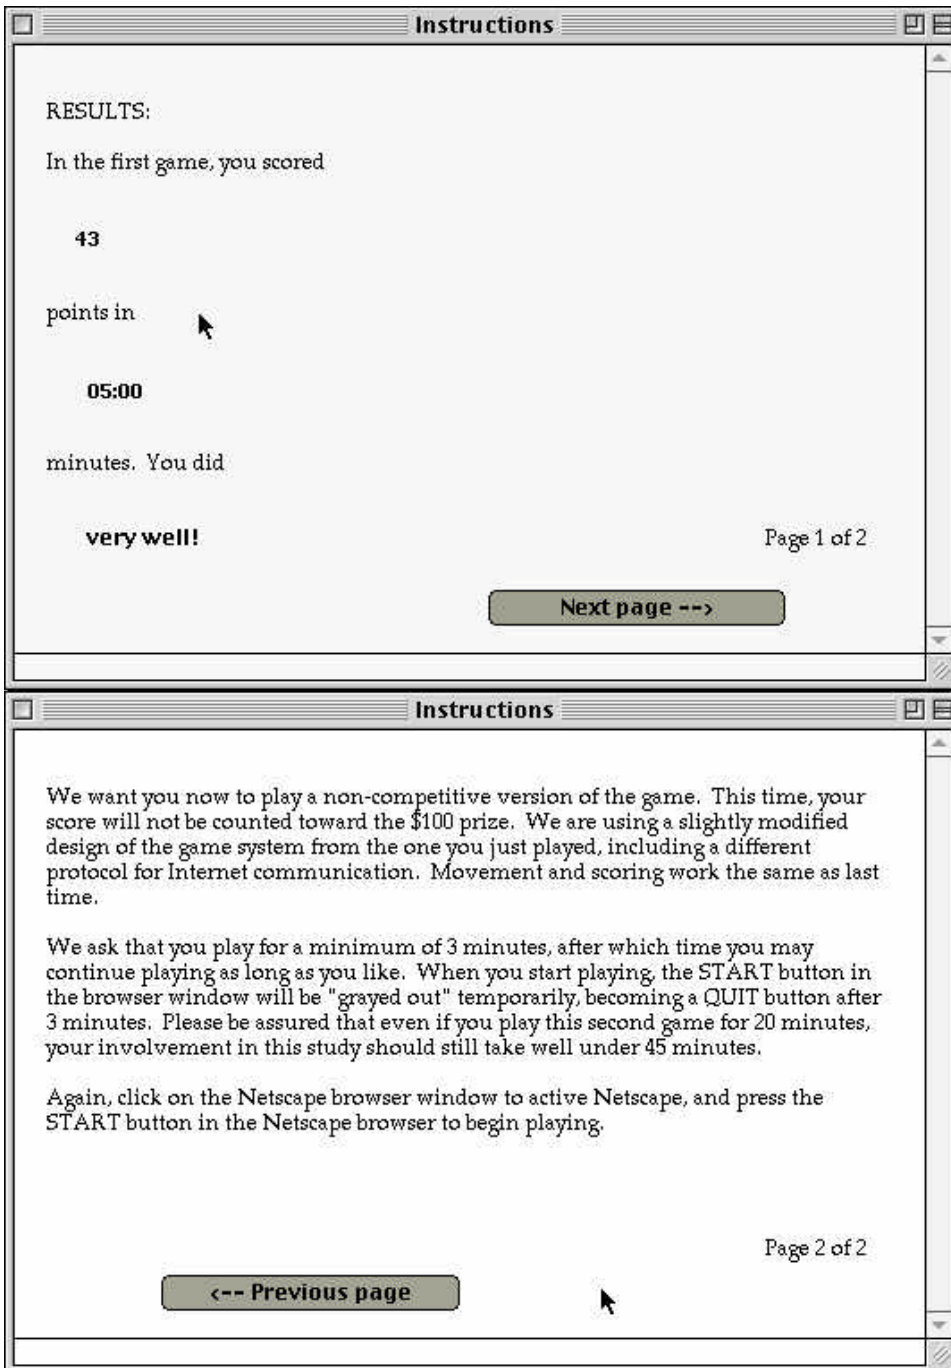 Instructions
RESULTS:
In the first game, you scored
43
points in
05:00
minutes. You did
very well!
Page 1 of 2
Next page -->
Instructions
We want you now to play a non-competitive version of the game. This time, your
score will not be counted toward the $100 prize. We are using a slightly modified
design of the game system from the one you just played, including a different
protocol for Internet communication. Movement and scoring work the same as last
time.
We ask that you play for a minimum of 3 minutes, after which time you may
continue playing as long as you like. When you start playing, the START button in
the browser window will be "grayed out" temporarily, becoming a QUIT button after
3 minutes. Please be assured that even if you play this second game for 20 minutes,
your involvement in this study should still take well under 45 minutes.
Again, click on the Netscape browser window to active Netscape, and press the
START button in the Netscape browser to begin playing.
Page 2 of 2
<-- Previous page